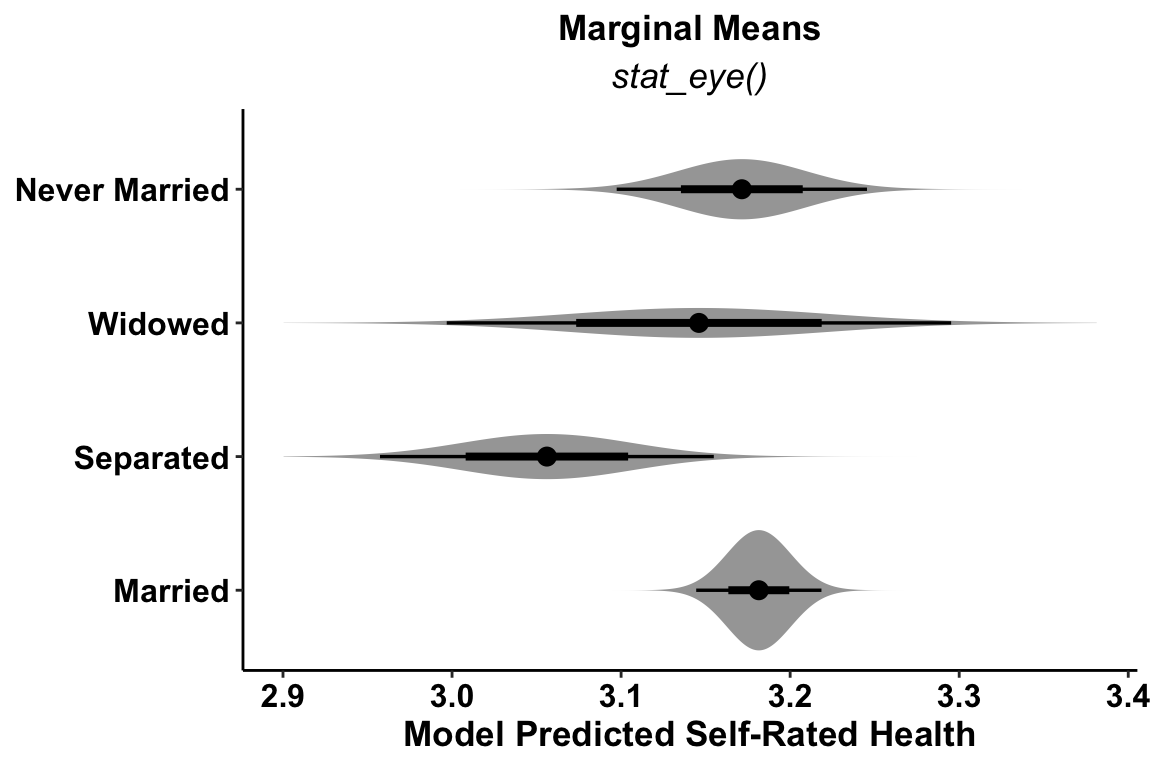 Marginal Means
stat_eye()
Never Married
Widowed
Separated
Married
2.9 3.0 3.1 3.2 3.3 3.4
Model Predicted Self-Rated Health